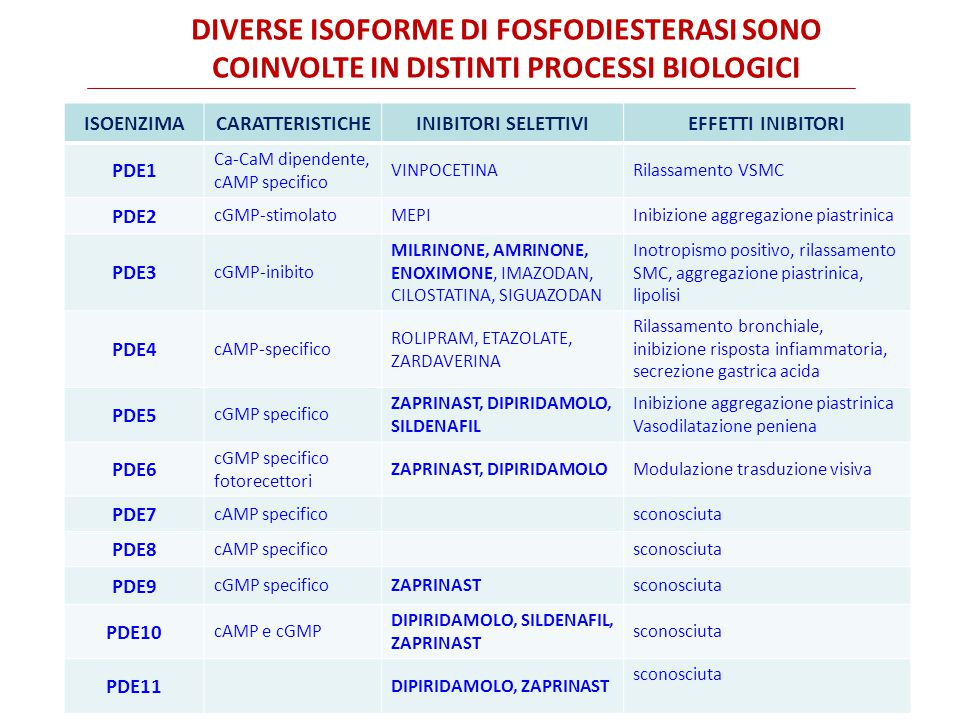 DIVERSE ISOFORME DI FOSFODIESTERASI SONO
COINVOLTE IN DISTINTI PROCESSI BIOLOGICI
ISOENZIMA CARATTERISTICHE INIBITORI SELETTIVI EFFETTI INIBITORI
PDE1
Ca-CaM dipendente,
cAMP specifico
VINPOCETINA
Rilassamento VSMC
PDE2
cGMP-stimolato
MEPI
Inibizione aggregazione piastrinica
PDE3
cGMP-inibito
MILRINONE, AMRINONE,
ENOXIMONE, IMAZODAN,
CILOSTATINA, SIGUAZODAN
Inotropismo positivo, rilassamento
SMC, aggregazione piastrinica,
lipolisi
PDE4
cAMP-specifico
ROLIPRAM, ETAZOLATE,
ZARDAVERINA
Rilassamento bronchiale,
inibizione risposta infiammatoria,
secrezione gastrica acida
PDE5
cGMP specifico
ZAPRINAST, DIPIRIDAMOLO,
SILDENAFIL
Inibizione aggregazione piastrinica
Vasodilatazione peniena
PDE6
cGMP specifico
fotorecettori
ZAPRINAST, DIPIRIDAMOLO
Modulazione trasduzione visiva
PDE7
cAMP specifico
sconosciuta
PDE8
cAMP specifico
sconosciuta
PDE9
cGMP specifico
ZAPRINAST
sconosciuta
PDE10
cAMP e cGMP
DIPIRIDAMOLO, SILDENAFIL,
ZAPRINAST
sconosciuta
PDE11
DIPIRIDAMOLO, ZAPRINAST
sconosciuta